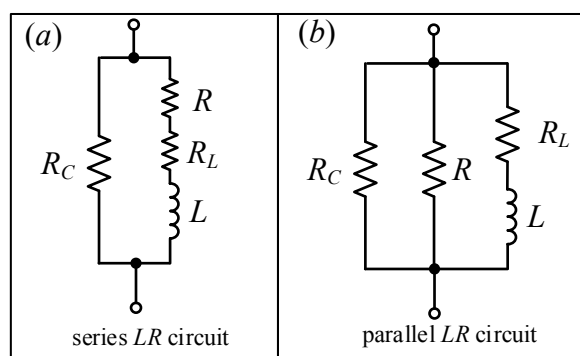 (a)
R
R_C
R_L
L
series LR circuit
(b)
R_C
R
R_L
L
parallel LR circuit